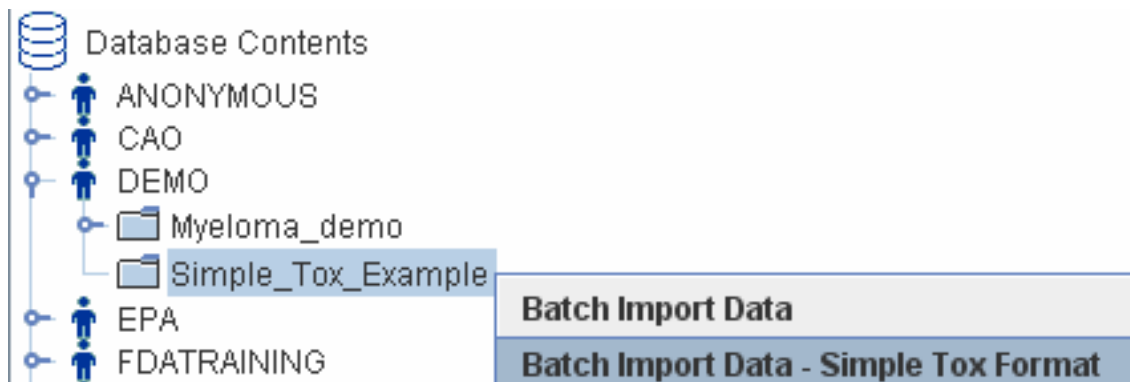 Database Contents
ANONYMOUS
CAO
DEMO
Myeloma_demo
Simple_Tox_Example
Batch Import Data
EPA
FDATRAINING
Batch Import Data - Simple Tox Format